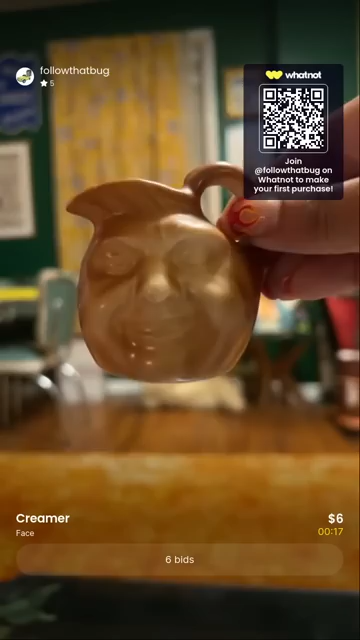 followthatbug
★ 5
whatnot
Join
@followthatbug on
Whatnot to make
your first purchase!
Creamer
$6
Face
00:17
6 bids